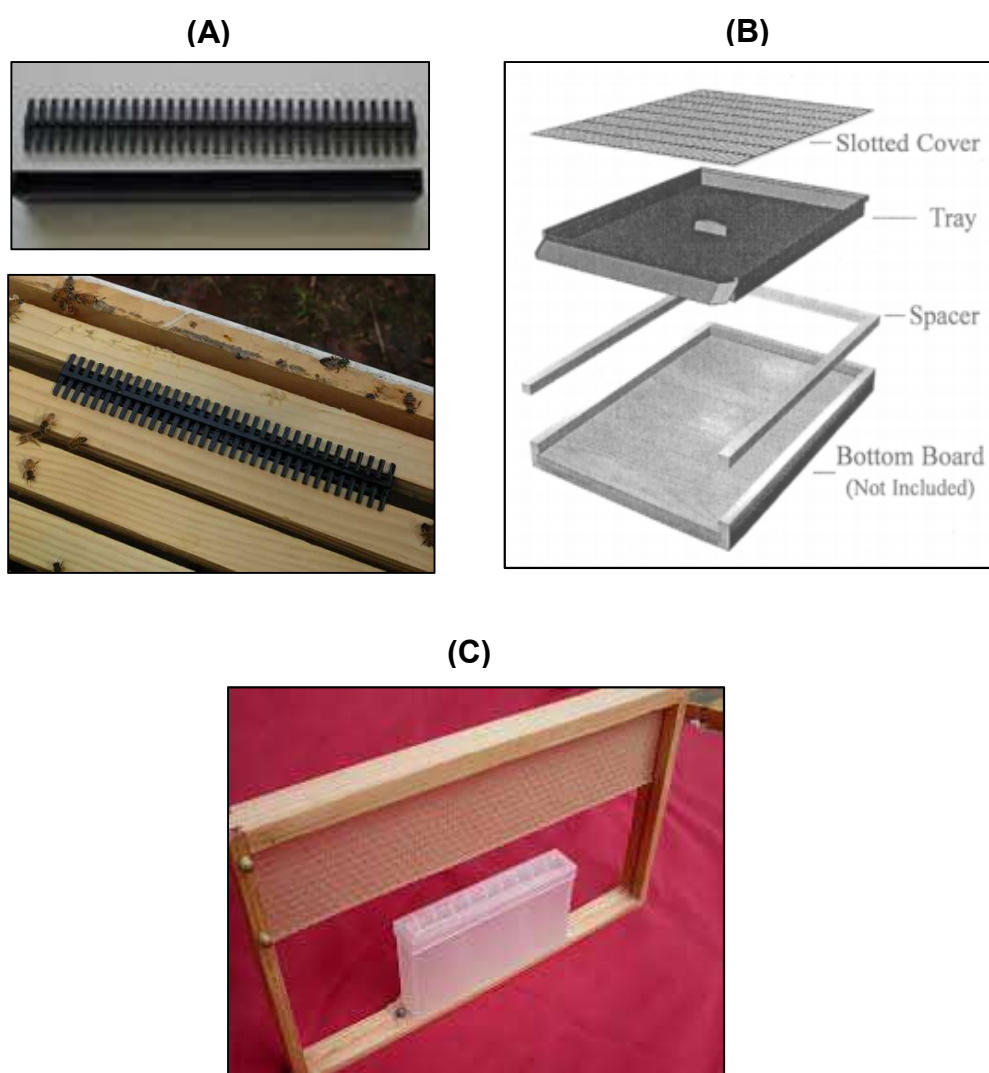 (A)
(B)
Slotted Cover
Tray
Spacer
Bottom Board
(Not Included)
(C)